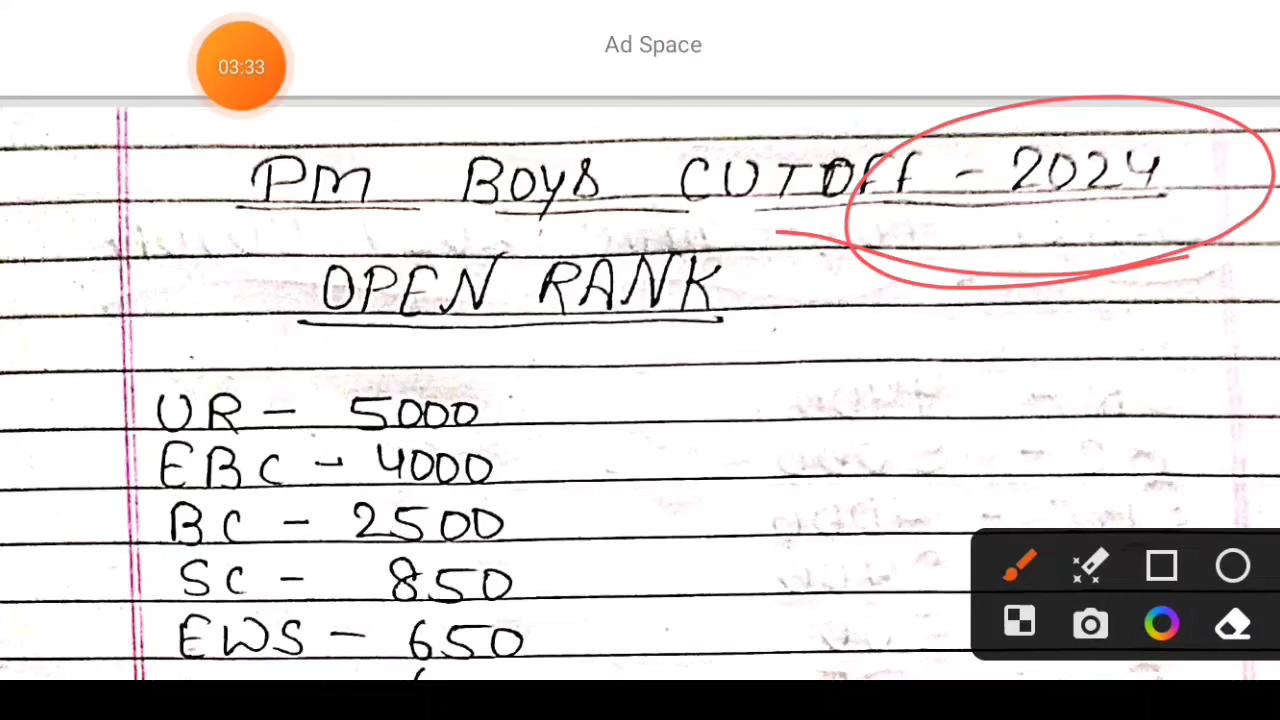 Ad Space
03:33
PM BOYS CUTOFF - 2024
OPEN RANK
UR - 5000
EBC - 4000
BC - 2500
SC - 850
EWS - 650